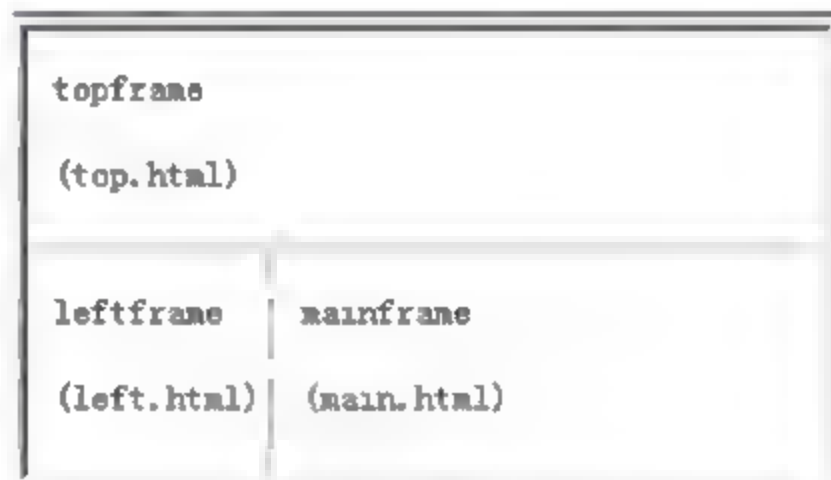 topframe
(top.html)
leftframe
mainframe
(left.html)
(main.html)